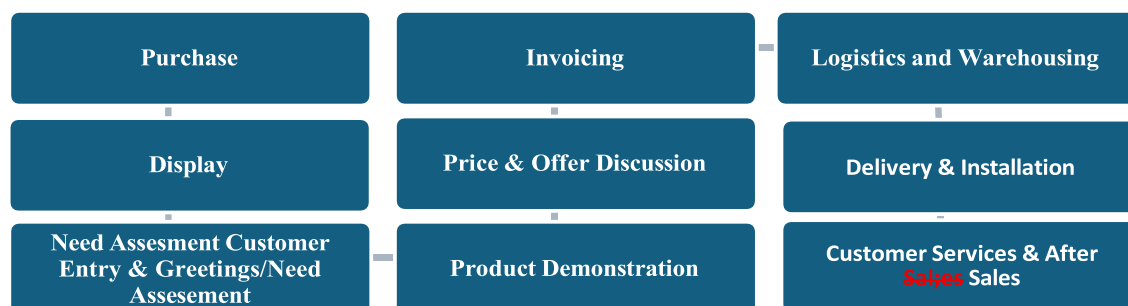 Purchase
Invoicing
Logistics and Warehousing
Display
Price & Offer Discussion
Delivery & Installation
Need Assesment Customer
Entry & Greetings/Need
Assesement
Product Demonstration
Customer Services & After
Sales